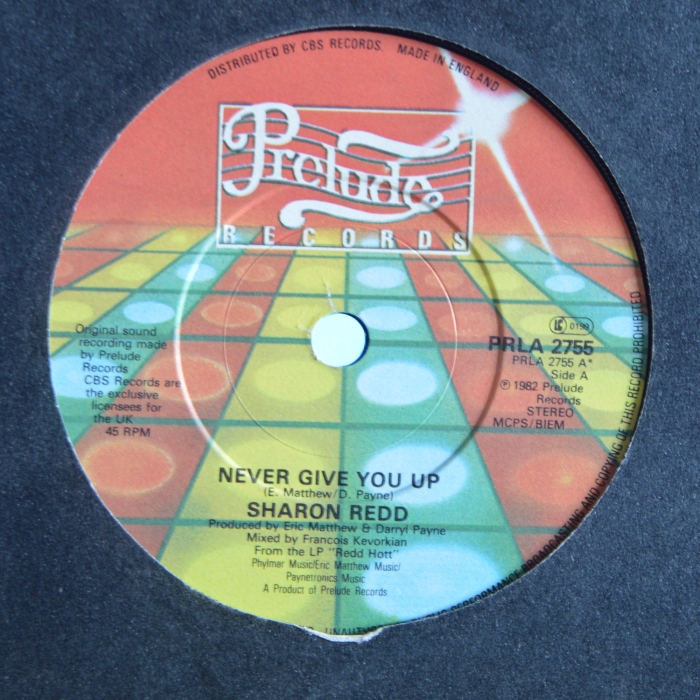 DISTRIBUTED BY CBS RECORDS. MADE IN ENGLAND
Prelude
RECORDS
Original sound
recording made
by Prelude
Records
CBS Records are
the exclusive
licensees for
the UK
45 RPM
LC 0199
PRLA 2755
PRLA 2755 A*
Side A
℗ 1982 Prelude
Records
STEREO
MCPS/BIEM
NEVER GIVE YOU UP
(E. Matthew/D. Payne)
SHARON REDD
Produced by Eric Matthew & Darryl Payne
Mixed by Francois Kevorkian
From the LP "Redd Hott"
Phylmar Music/Eric Matthew Music/
Paynetronics Music
A Product of Prelude Records
PERFORMANCE BROADCASTING AND COPYING OF THIS RECORD PROHIBITED